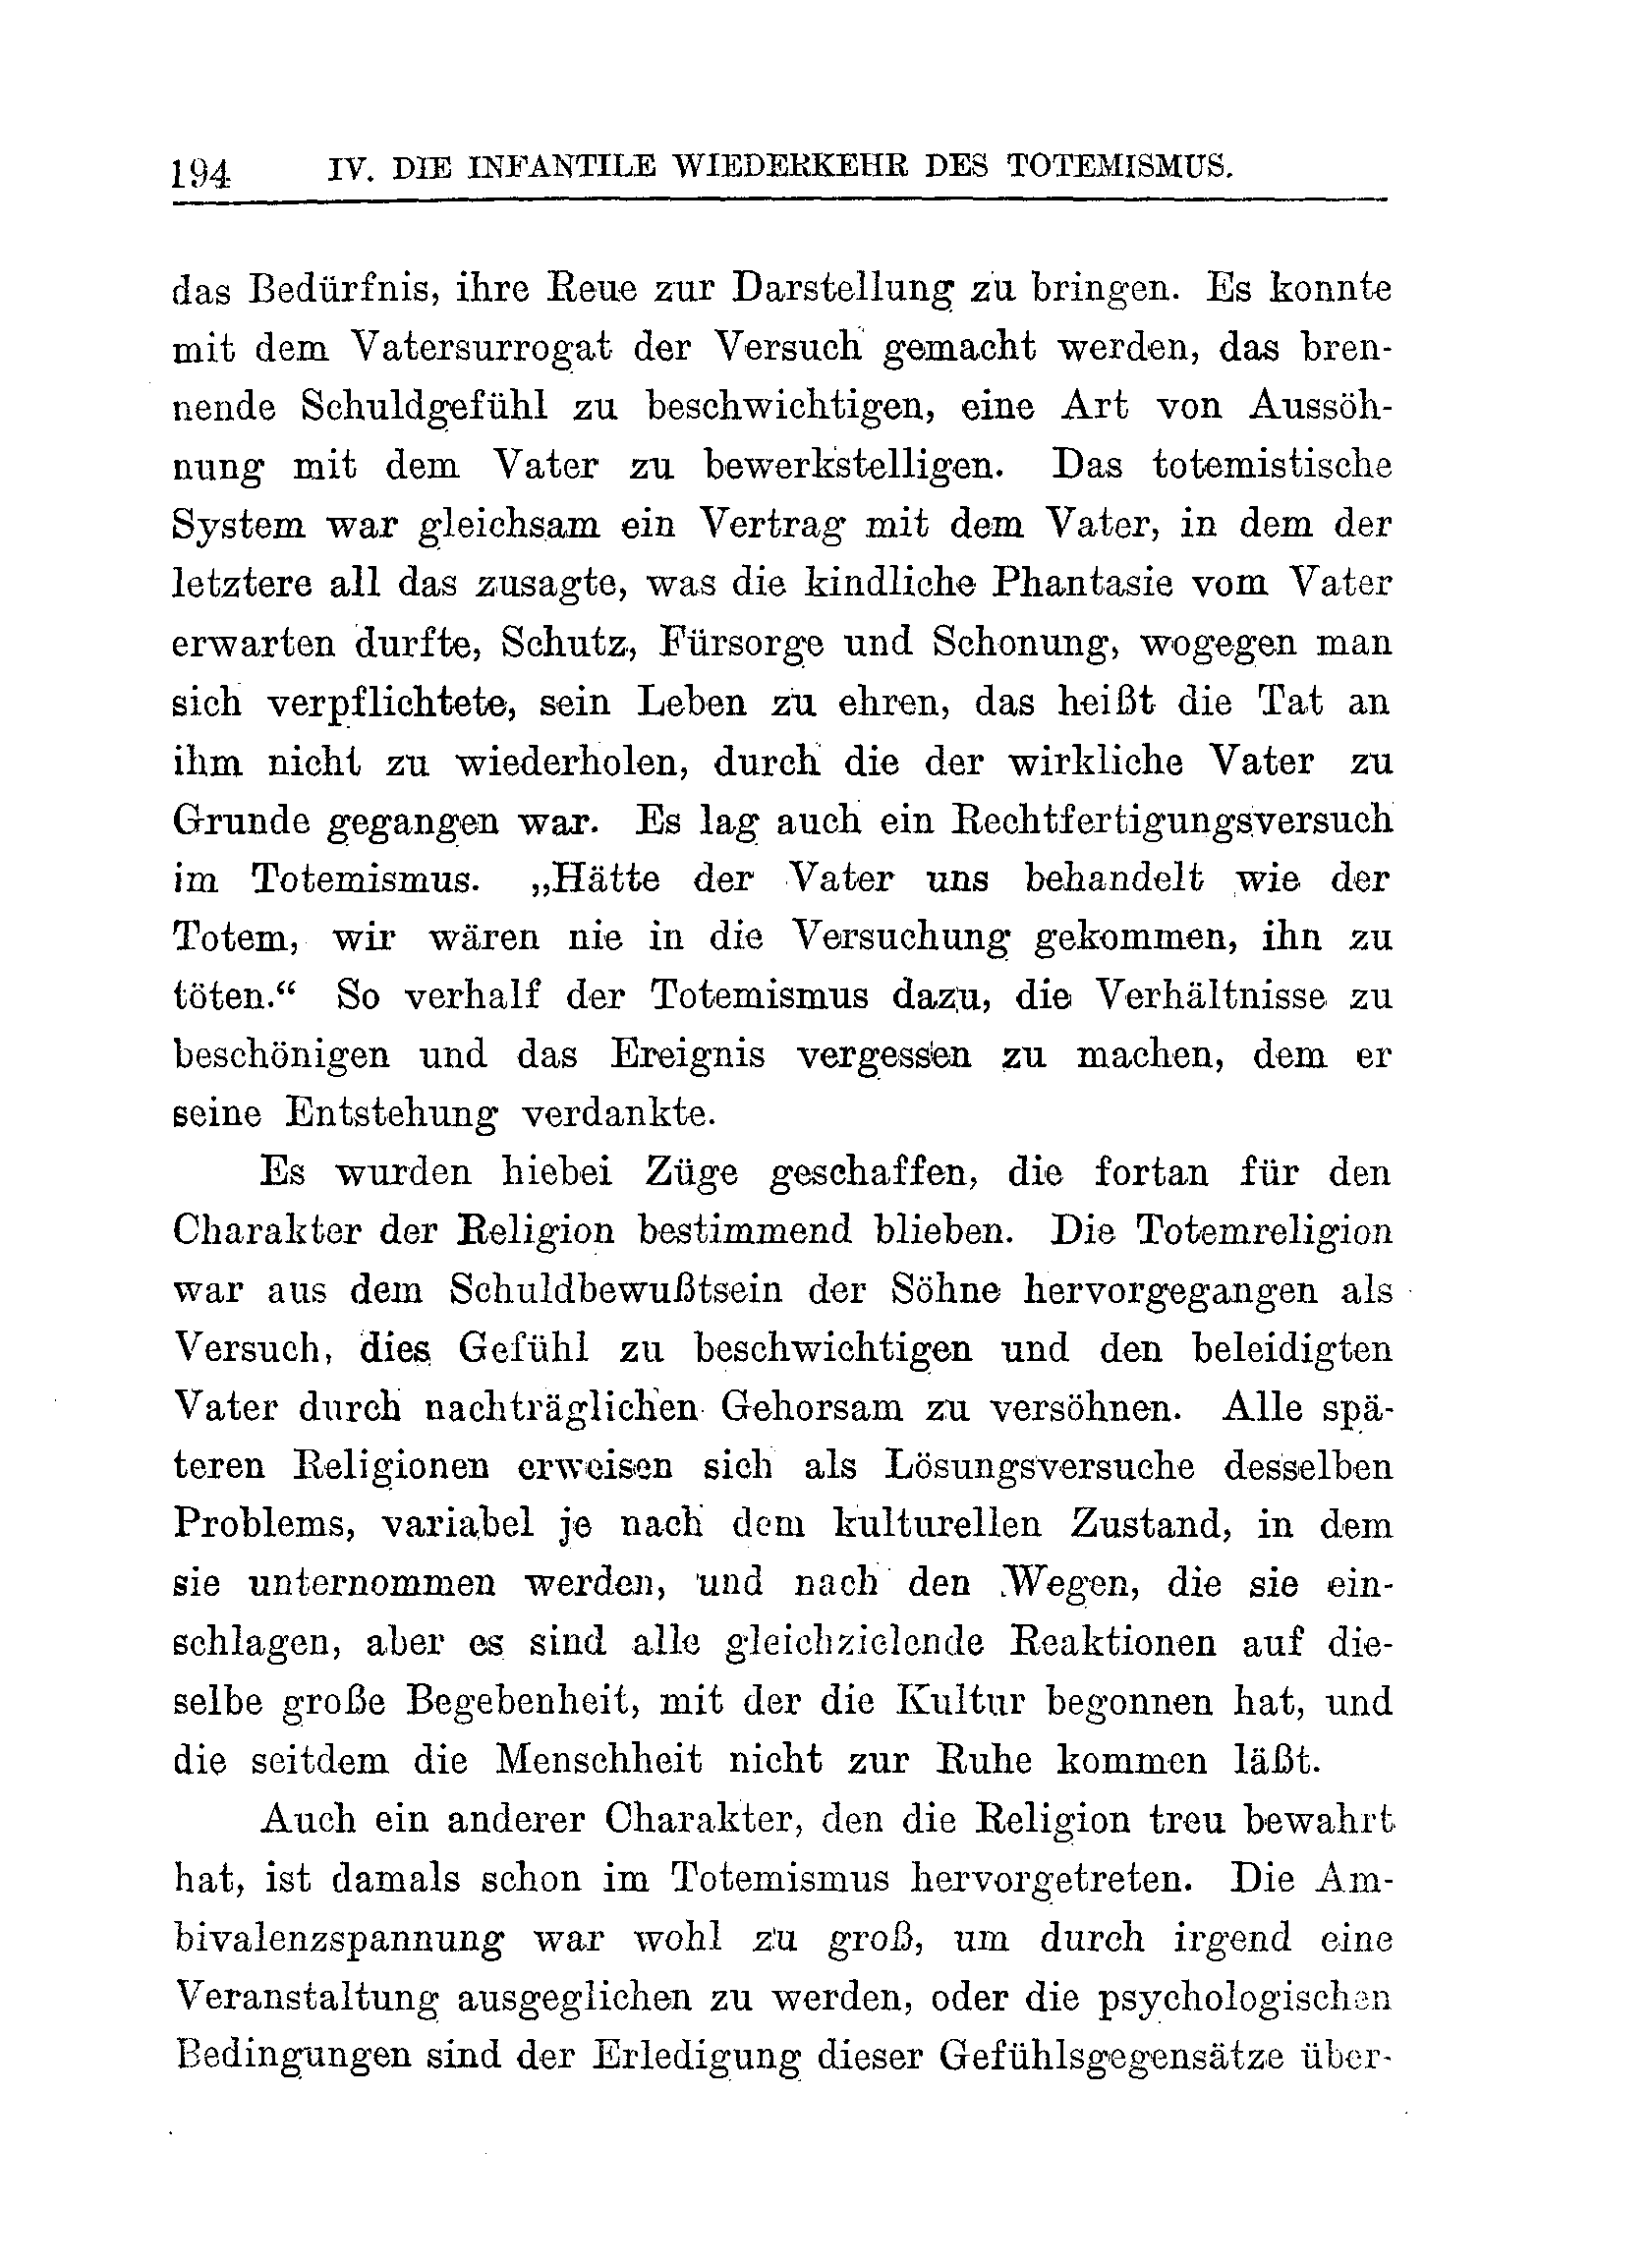 194 IV. DIE INFANTILE WIEDERKEHR DES TOTEMISMUS.
das Bedürfnis, ihre Reue zur Darstellung zu bringen. Es konnte
mit dem Vatersurrogat der Versuch gemacht werden, das bren-
nende Schuldgefühl zu beschwichtigen, eine Art von Aussöh-
nung mit dem Vater zu bewerkstelligen. Das totemistische
System war gleichsam ein Vertrag mit dem Vater, in dem der
letztere all das zusagte, was die kindliche Phantasie vom Vater
erwarten durfte, Schutz, Fürsorge und Schonung, wogegen man
sich verpflichtete, sein Leben zu ehren, das heißt die Tat an
ihm nicht zu wiederholen, durch die der wirkliche Vater zu
Grunde gegangen war. Es lag auch ein Rechtfertigungsversuch
im Totemismus. „Hätte der Vater uns behandelt wie der
Totem, wir wären nie in die Versuchung gekommen, ihn zu
töten.“ So verhalf der Totemismus dazu, die Verhältnisse zu
beschönigen und das Ereignis vergessen zu machen, dem er
seine Entstehung verdankte.
Es wurden hiebei Züge geschaffen, die fortan für den
Charakter der Religion bestimmend blieben. Die Totemreligion
war aus dem Schuldbewußtsein der Söhne hervorgegangen als
Versuch, dies Gefühl zu beschwichtigen und den beleidigten
Vater durch nachträglichen Gehorsam zu versöhnen. Alle spä-
teren Religionen erweisen sich als Lösungsversuche desselben
Problems, variabel je nach dem kulturellen Zustand, in dem
sie unternommen werden, und nach den Wegen, die sie ein-
schlagen, aber es sind alle gleichzielende Reaktionen auf die-
selbe große Begebenheit, mit der die Kultur begonnen hat, und
die seitdem die Menschheit nicht zur Ruhe kommen läßt.
Auch ein anderer Charakter, den die Religion treu bewahrt
hat, ist damals schon im Totemismus hervorgetreten. Die Am-
bivalenzspannung war wohl zu groß, um durch irgend eine
Veranstaltung ausgeglichen zu werden, oder die psychologischen
Bedingungen sind der Erledigung dieser Gefühlsgegensätze über-